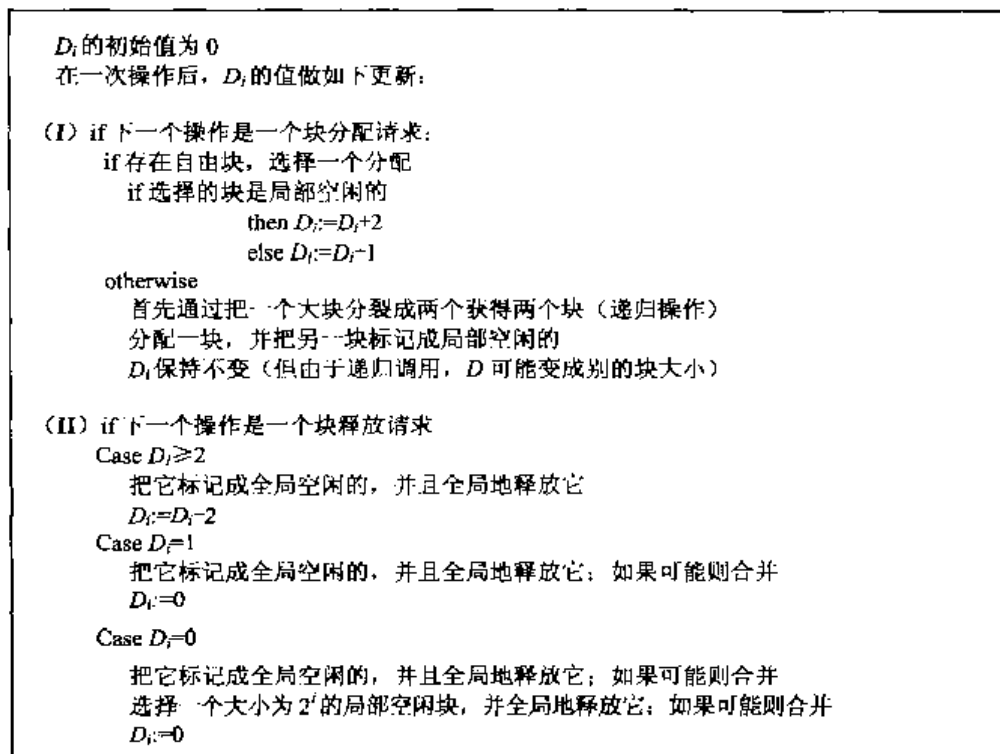 Dᵢ的初始值为 0
在一次操作后，Dᵢ的值做如下更新：
（I）if 下一个操作是一个块分配请求：
if 存在自由块，选择一个分配
if 选择的块是局部空闲的
then Dᵢ:=Dᵢ+2
else Dᵢ:=Dᵢ+1
otherwise
首先通过把一个大块分裂成两个获得两个块（递归操作）
分配一块，并把另一块标记成局部空闲的
Dᵢ保持不变（但由于递归调用，D 可能变成别的块大小）
（II）if 下一个操作是一个块释放请求
Case Dᵢ≥2
把它标记成全局空闲的，并且全局地释放它
Dᵢ:=Dᵢ-2
Case Dᵢ=1
把它标记成全局空闲的，并且全局地释放它；如果可能则合并
Dᵢ:=0
Case Dᵢ=0
把它标记成全局空闲的，并且全局地释放它；如果可能则合并
选择一个大小为 2ⁱ 的局部空闲块，并全局地释放它；如果可能则合并
Dᵢ:=0